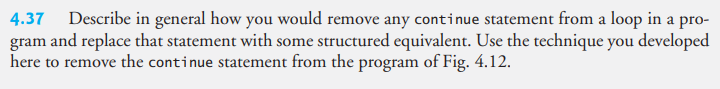 4.37 Describe in general how you would remove any continue statement from a loop in a pro-
gram and replace that statement with some structured equivalent. Use the technique you developed
here to remove the continue statement from the program of Fig. 4.12.